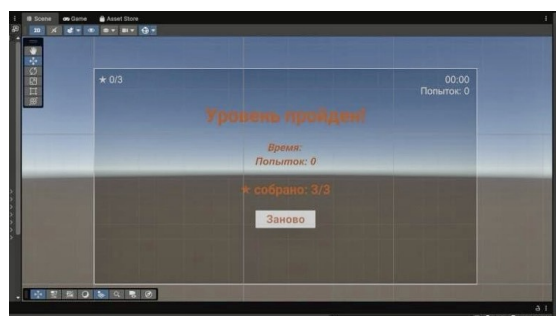 Scene Game Asset Store
★ 0/3
00:00
Попыток: 0
Уровень пройден!
Время:
Попыток: 0
★ собрано: 3/3
Заново